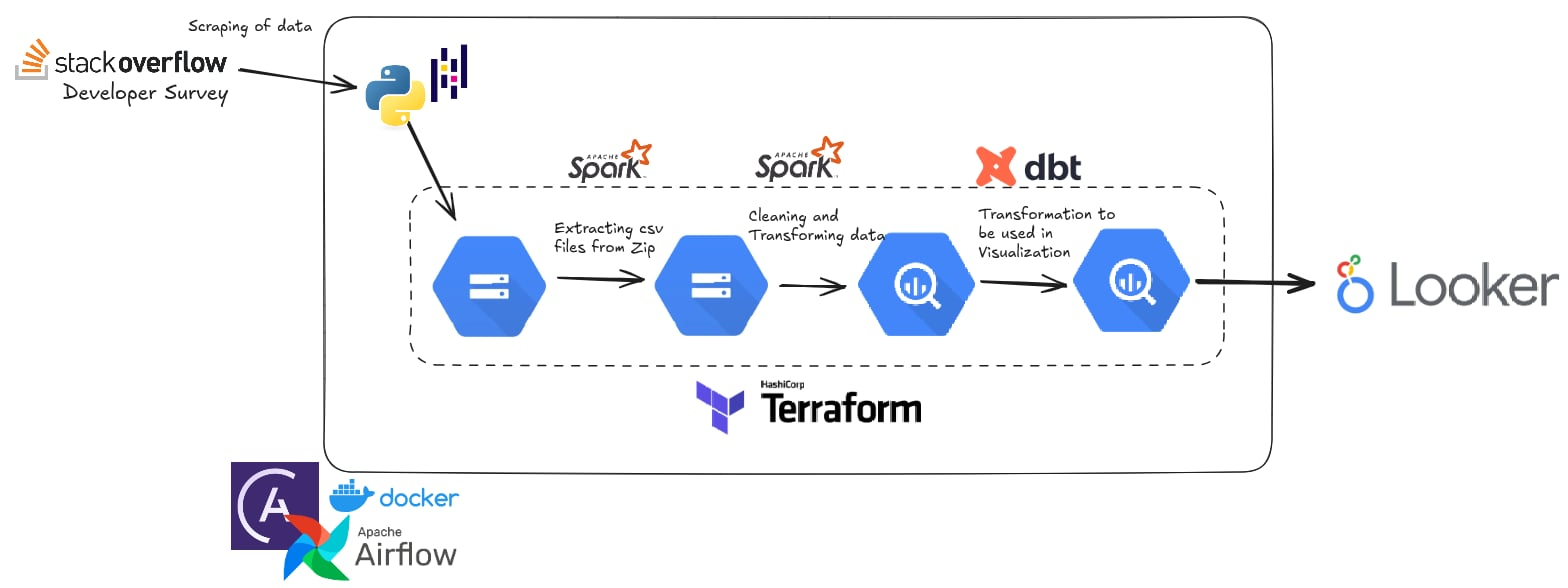 Scraping of data
stackoverflow
Developer Survey
APACHE
Spark
APACHE
Spark
dbt
Extracting csv
files from Zip
Cleaning and
Transforming data
Transformation to
be used in
Visualization
Looker
HashiCorp
Terraform
A
docker
Apache
Airflow